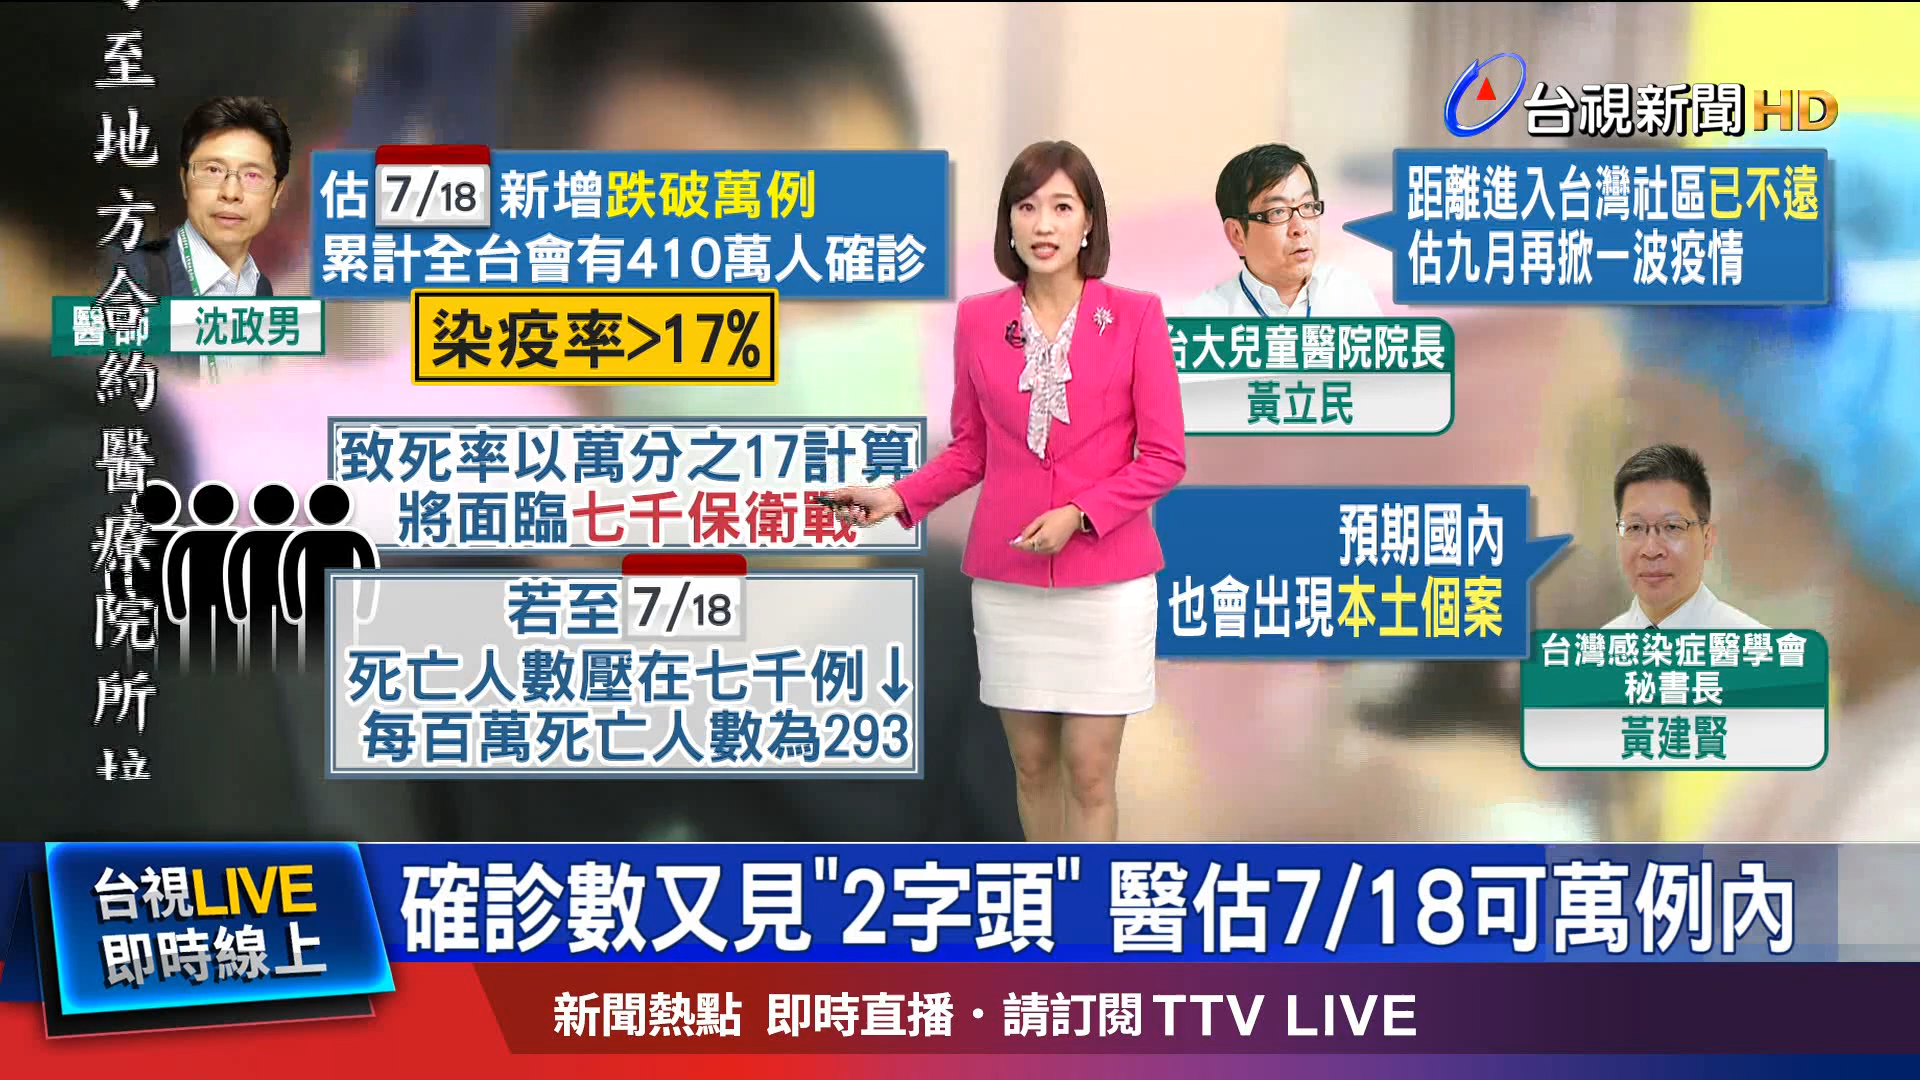 至地方合約醫療院所
台視新聞HD
估7/18新增跌破萬例
累計全台會有410萬人確診
染疫率>17%
醫師 沈政男
致死率以萬分之17計算
將面臨七千保衛戰
若至7/18
死亡人數壓在七千例↓
每百萬死亡人數為293
距離進入台灣社區已不遠
估九月再掀一波疫情
台大兒童醫院院長
黃立民
預期國內
也會出現本土個案
台灣感染症醫學會
秘書長
黃建賢
台視LIVE
即時線上
確診數又見"2字頭" 醫估7/18可萬例內
新聞熱點 即時直播・請訂閱TTV LIVE